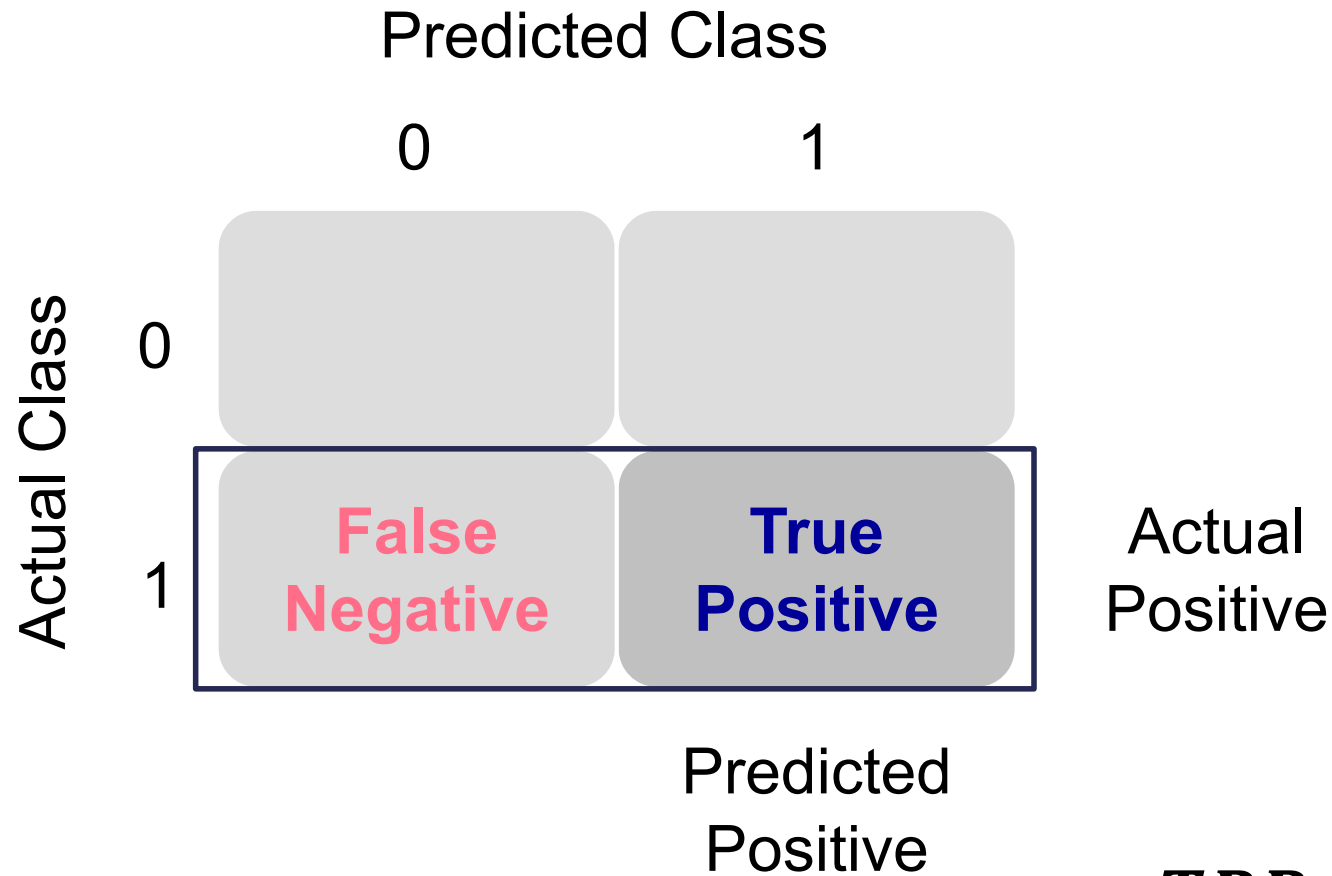 Predicted Class
0 1
Actual Class
0
1
False
Negative
True
Positive
Actual
Positive
Predicted
Positive